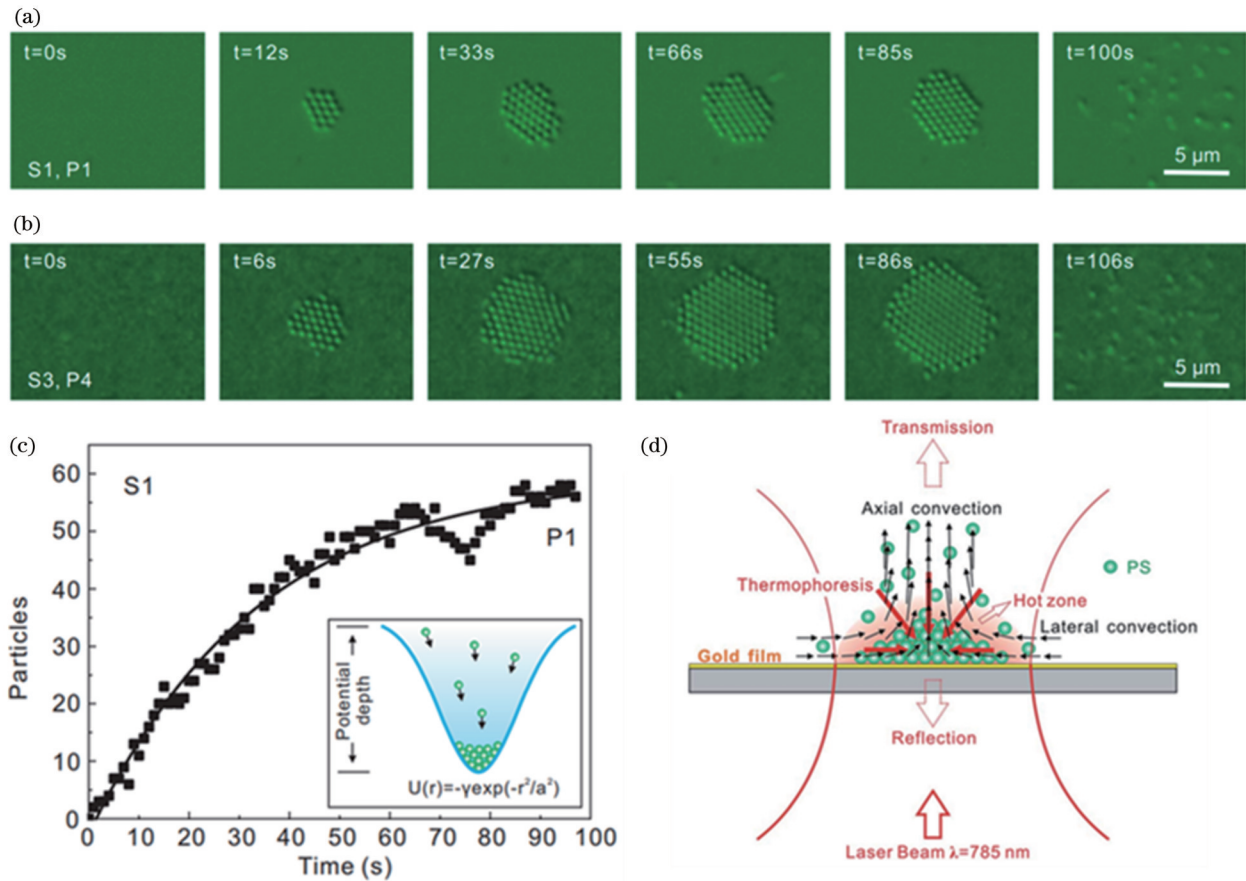 (a)
t=0s t=12s t=33s t=66s t=85s t=100s
S1, P1 5 μm
(b)
t=0s t=6s t=27s t=55s t=86s t=106s
S3, P4 5 μm
(c)
Particles
60
50
40
30
20
10
0
S1
P1
Potential
depth
U(r)=-γexp(-r²/a²)
0 10 20 30 40 50 60 70 80 90 100
Time (s)
(d)
Transmission
Axial convection
PS
Thermophoresis
Hot zone
Lateral convection
Gold film
Reflection
Laser Beam λ=785 nm